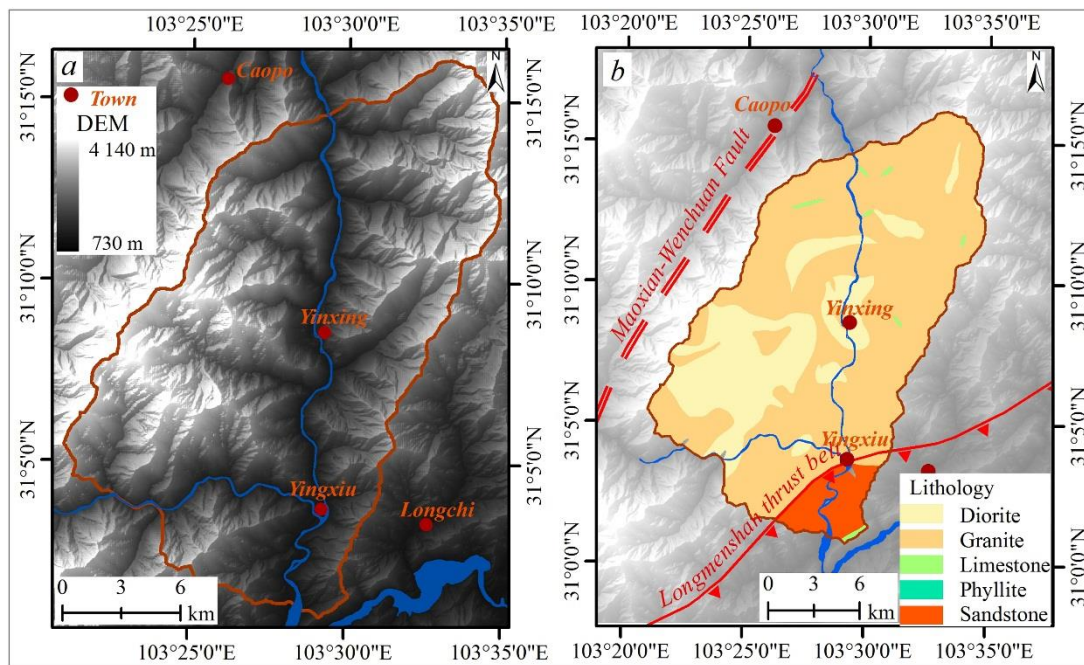 103°25'0"E 103°30'0"E
103°20'0"E 103°25'0"E 103°30'0"E 103°35'0"E
a
N
Caopo
Town
DEM
4 140 m
730 m
Yinxing
Yingxiu
Longchi
0 3 6
km
31°15'0"N
31°10'0"N
31°5'0"N
31°15'0"N
31°10'0"N
31°5'0"N
103°25'0"E 103°30'0"E 103°35'0"E
b
N
Caopo
Maoxian-Wenchuan Fault
Yinxing
Yingxiu
Longmenshan thrust belt
Lithology
Diorite
Granite
Limestone
Phyllite
Sandstone
0 3 6
km
31°15'0"N
31°10'0"N
31°5'0"N
31°0'0"N
31°15'0"N
31°10'0"N
31°5'0"N
31°0'0"N
103°20'0"E 103°25'0"E 103°30'0"E 103°35'0"E